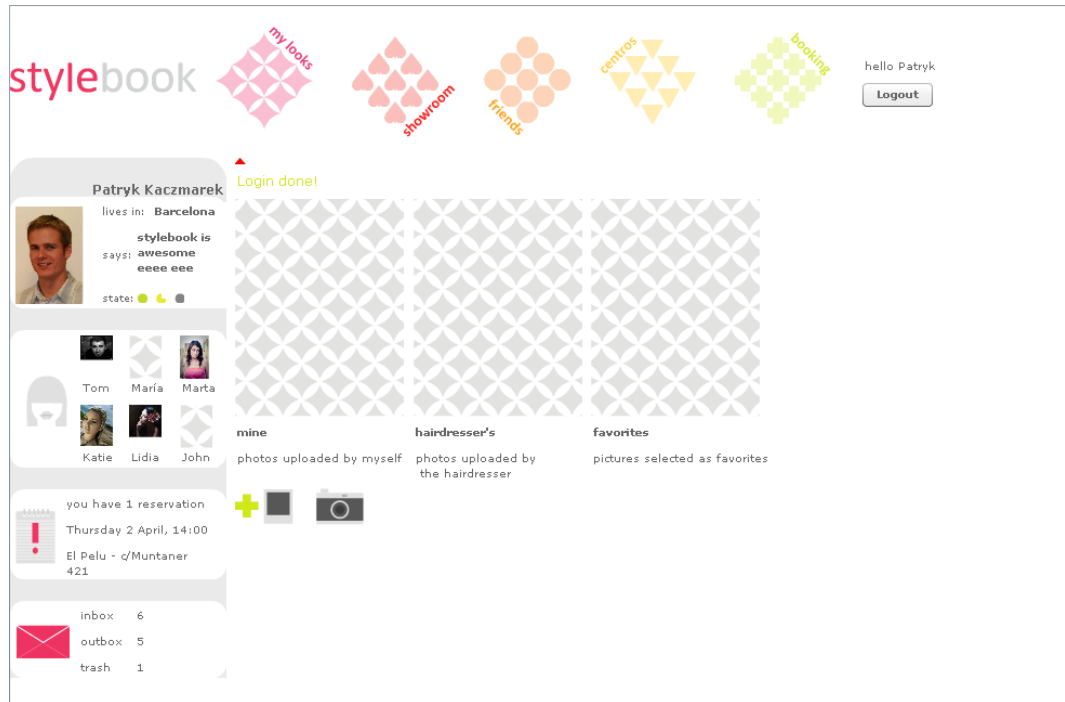 stylebook
my looks
showroom
friends
centros
booking
hello Patryk
Logout
Patryk Kaczmarek
lives in: Barcelona
says: stylebook is
awesome
eeee eee
state:
Tom María Marta
Katie Lidia John
you have 1 reservation
Thursday 2 April, 14:00
El Pelu - c/Muntaner
421
inbox 6
outbox 5
trash 1
Login done!
mine
photos uploaded by myself
hairdresser's
photos uploaded by
the hairdresser
favorites
pictures selected as favorites